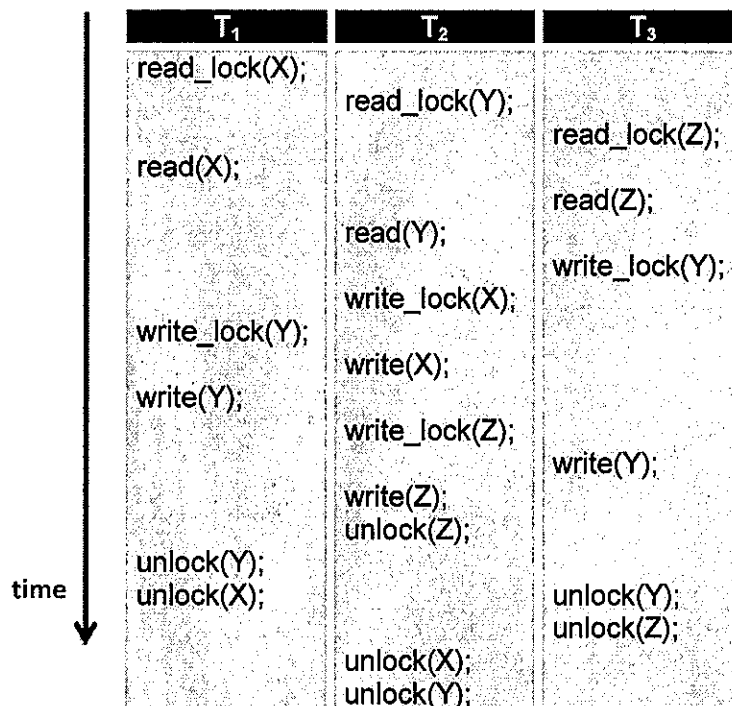 T1 T2 T3
read_lock(X);
read_lock(Y);
read_lock(Z);
read(X);
read(Z);
read(Y);
write_lock(Y);
write_lock(X);
write_lock(Y);
write(X);
write(Y);
write_lock(Z);
write(Y);
write(Z);
unlock(Z);
unlock(Y);
time unlock(X); unlock(Y);
unlock(Z);
unlock(X);
unlock(Y);